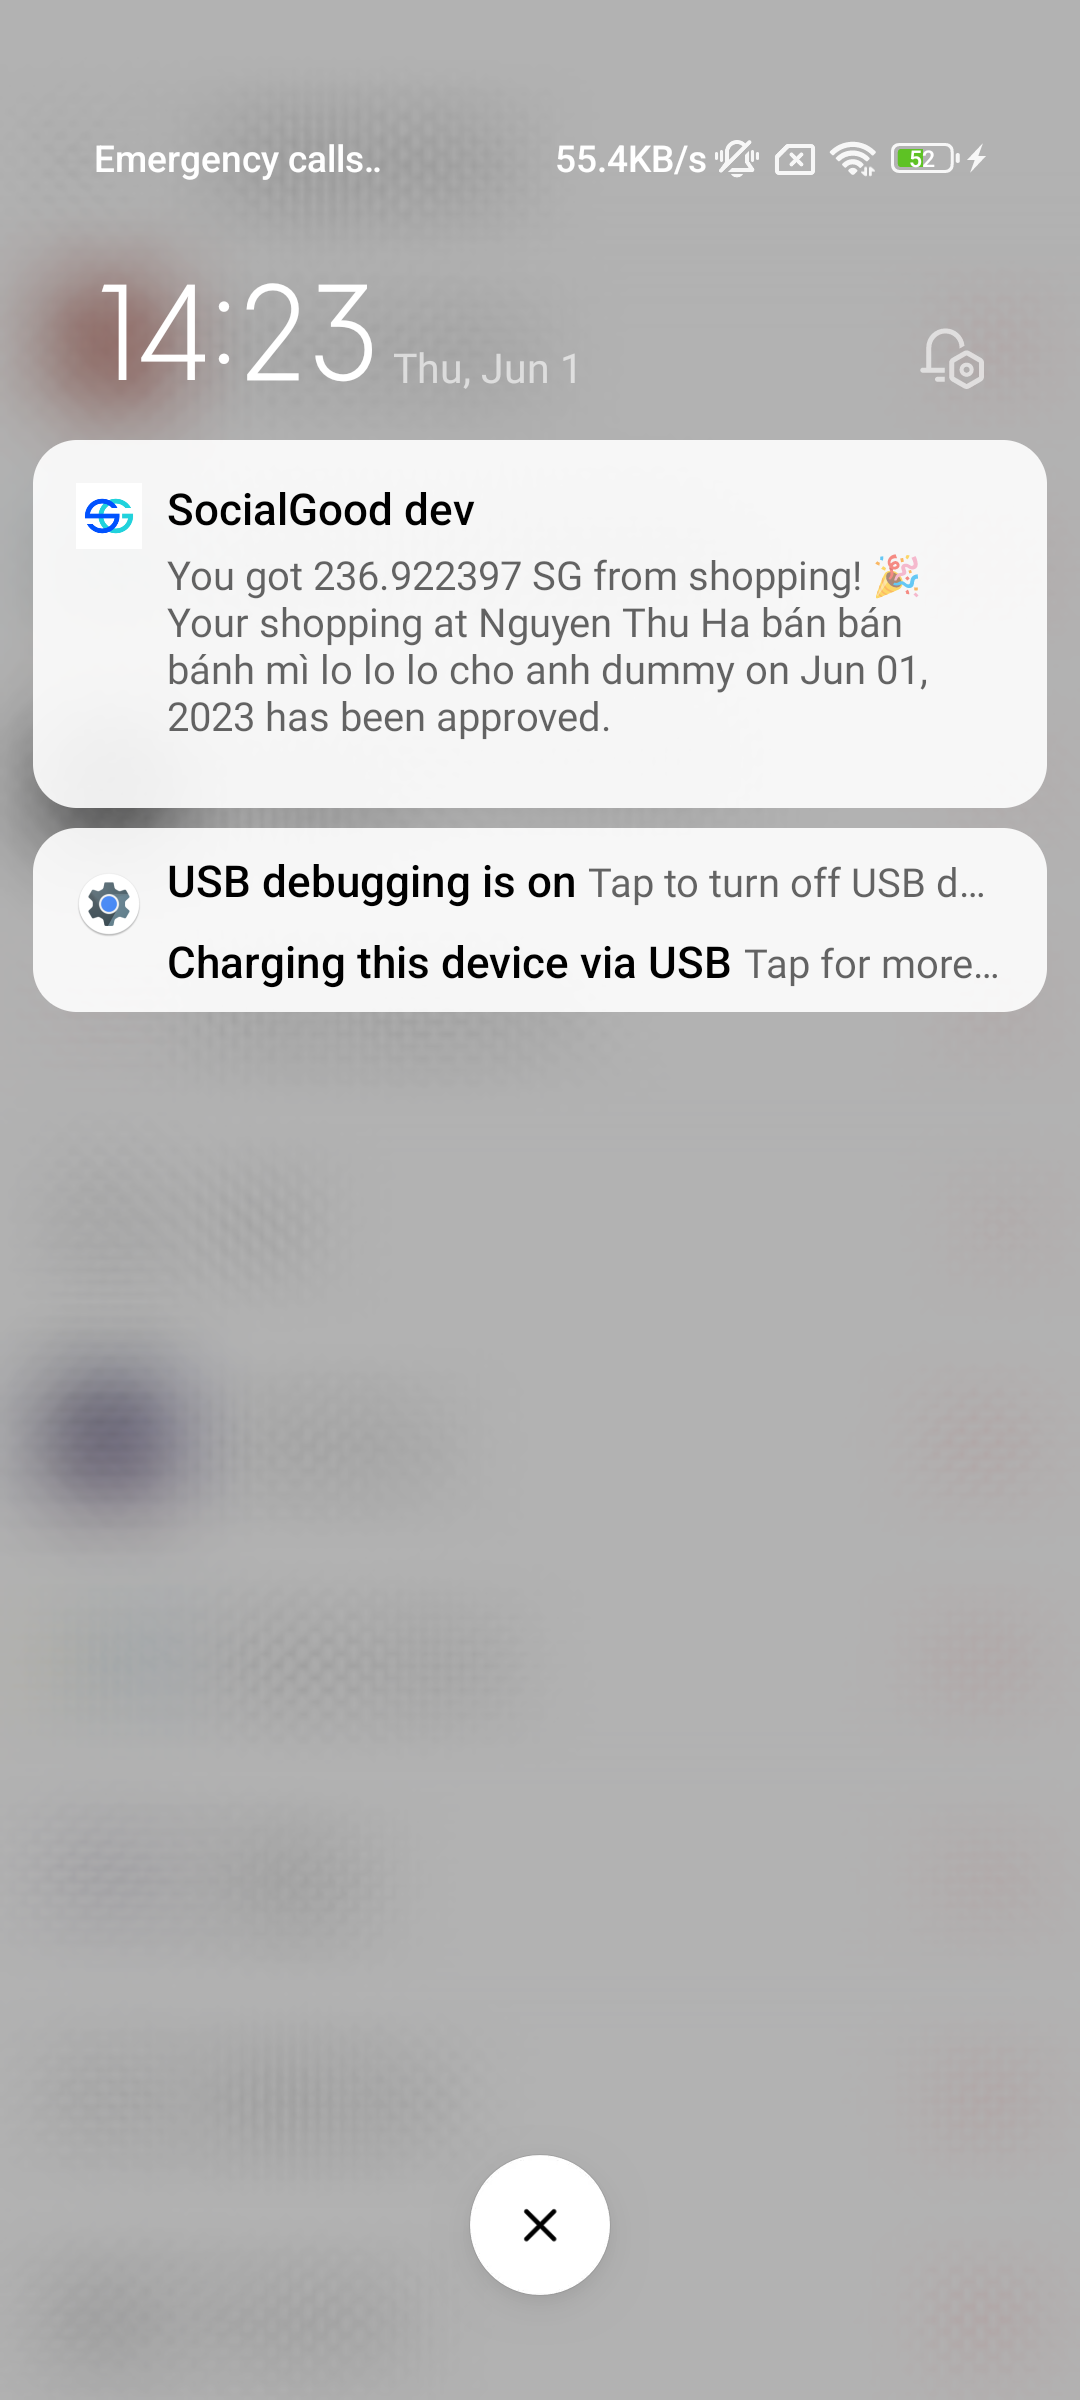 Emergency calls..
55.4KB/s
52
14:23 Thu, Jun 1
SocialGood dev
You got 236.922397 SG from shopping! 🎉
Your shopping at Nguyen Thu Ha bán bán
bánh mì lo lo lo cho anh dummy on Jun 01,
2023 has been approved.
USB debugging is on Tap to turn off USB d...
Charging this device via USB Tap for more...